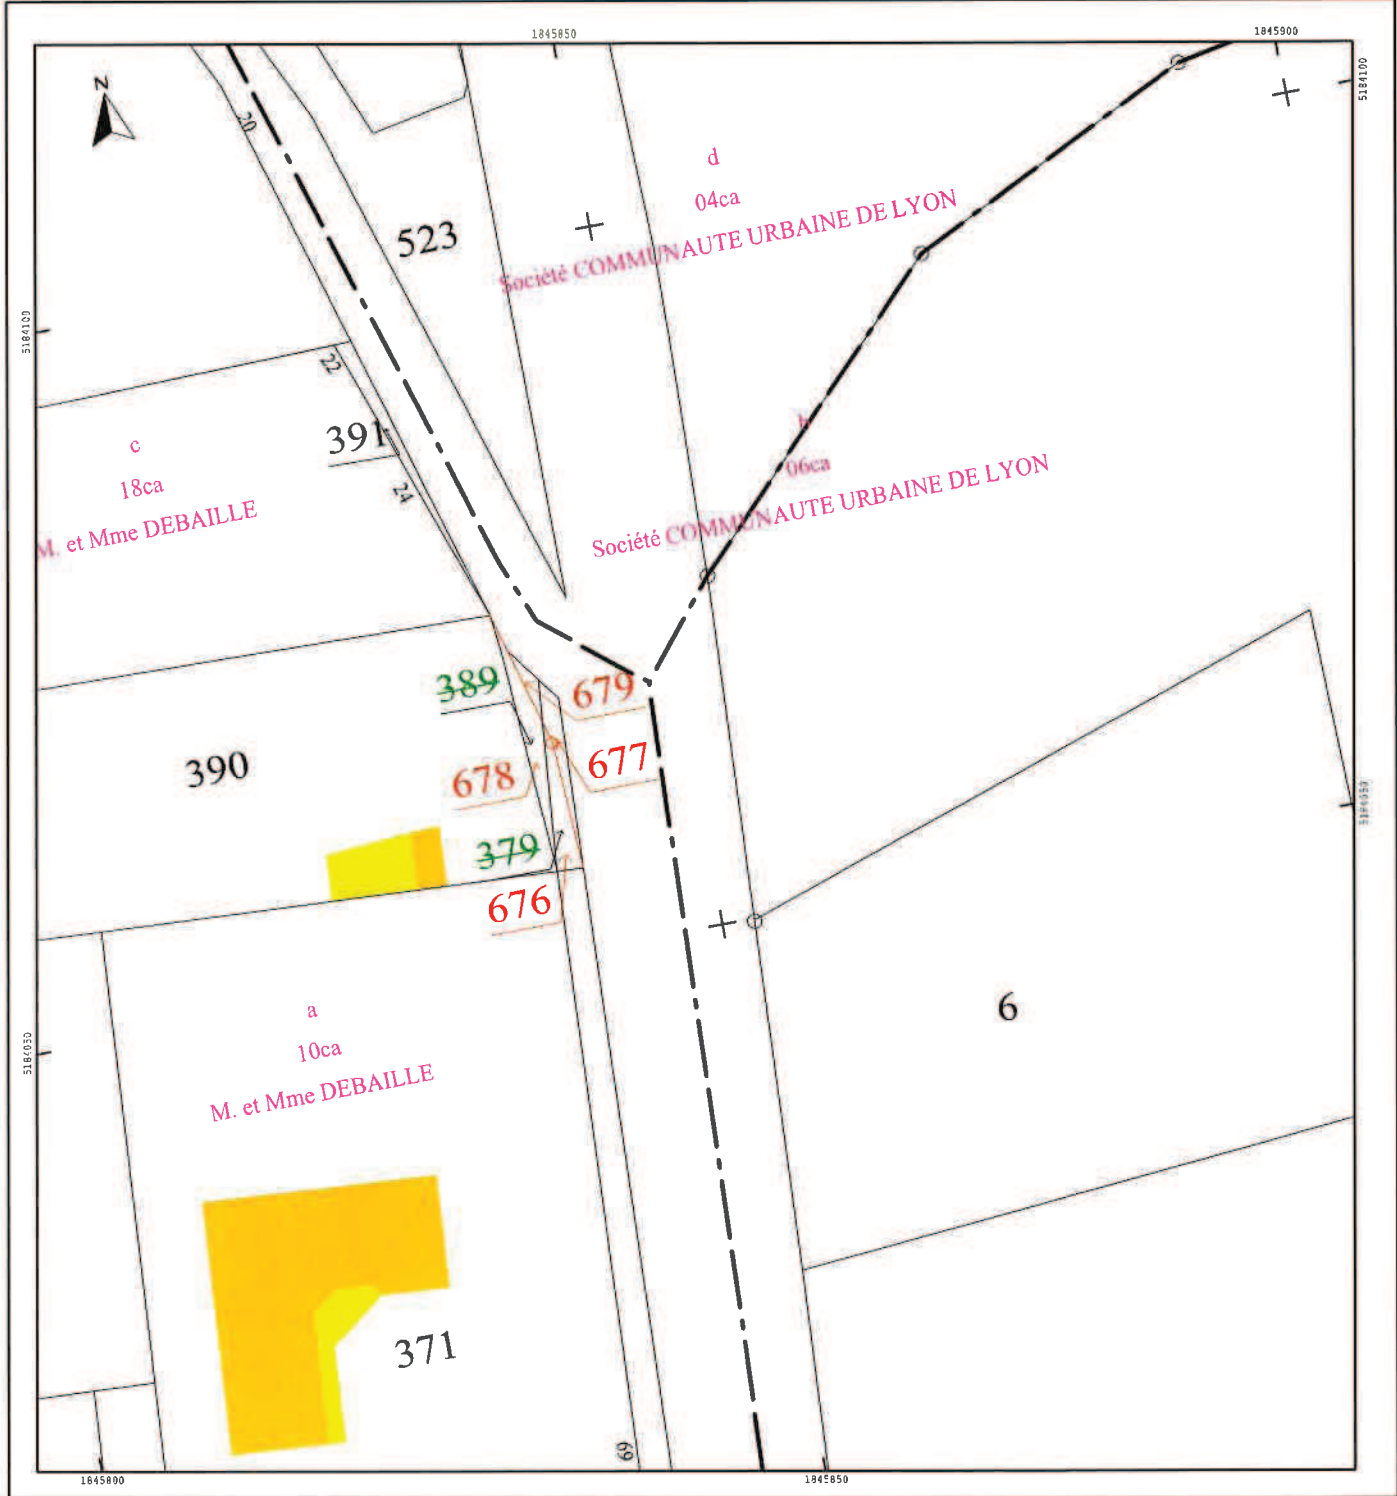 1845850
1845900
5184100
N
20
d
04ca
Société COMMUNAUTE URBAINE DE LYON
523
5184100
22
391
c
18ca
M. et Mme DEBAILLE
24
b
06ca
Société COMMUNAUTE URBAINE DE LYON
389
679
677
390
678
379
676
5184050
6
a
10ca
M. et Mme DEBAILLE
5184050
371
69
1845800
1845850